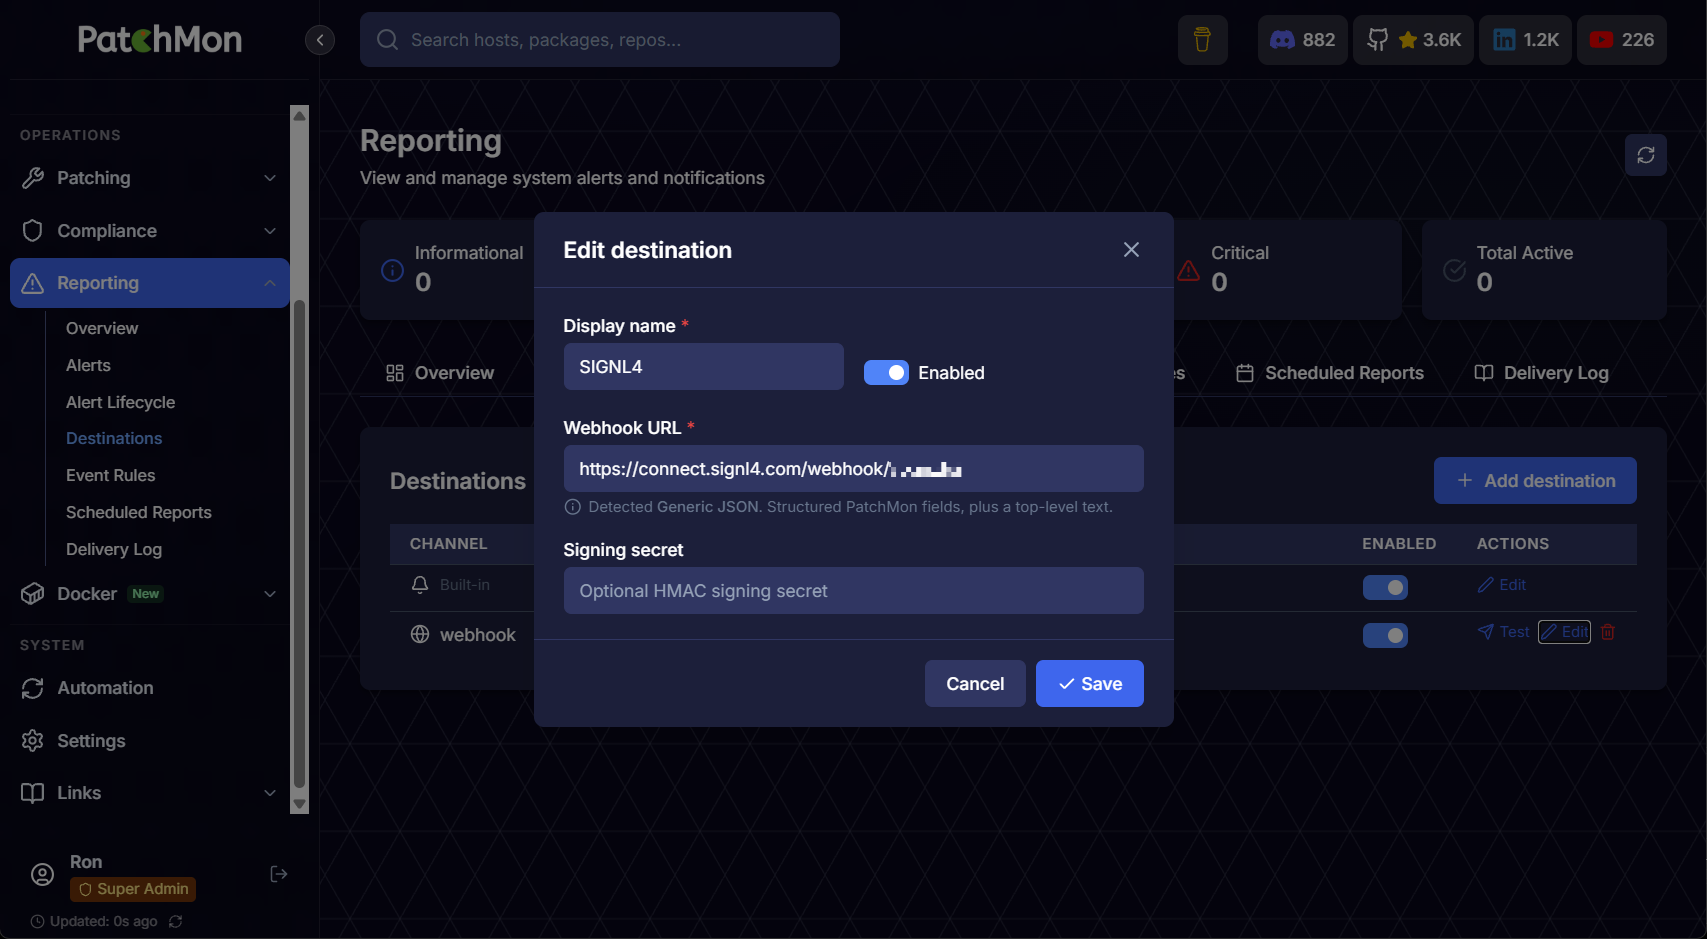 PatchMon
Search hosts, packages, repos...
882
3.6K
1.2K
226
OPERATIONS
Patching
Compliance
Reporting
Overview
Alerts
Alert Lifecycle
Destinations
Event Rules
Scheduled Reports
Delivery Log
Docker New
SYSTEM
Automation
Settings
Links
Ron
Super Admin
Updated: 0s ago
Reporting
View and manage system alerts and notifications
Informational
0
Critical
0
Total Active
0
Overview
Scheduled Reports
Delivery Log
Destinations
Add destination
CHANNEL
ENABLED
ACTIONS
Built-in
Edit
webhook
Test
Edit
Edit destination
Display name *
SIGNL4
Enabled
Webhook URL *
https://connect.signl4.com/webhook/
Detected Generic JSON. Structured PatchMon fields, plus a top-level text.
Signing secret
Optional HMAC signing secret
Cancel
Save